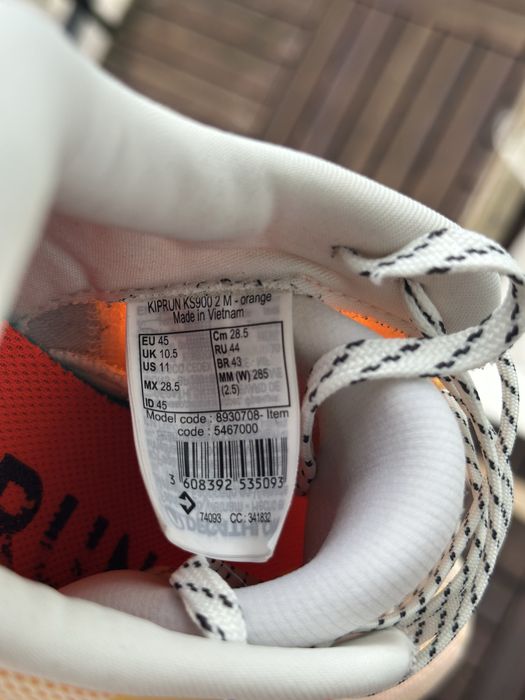 KIPRUN KS900 2 M - orange
Made in Vietnam
EU 45 Cm 28.5
UK 10.5 RU 44
US 11 BR 43
MX 28.5 MM (W) 285
ID 45 (2.5)
Model code : 8930708- Item
code : 5467000
3 608392 535093
74093 CC : 341832